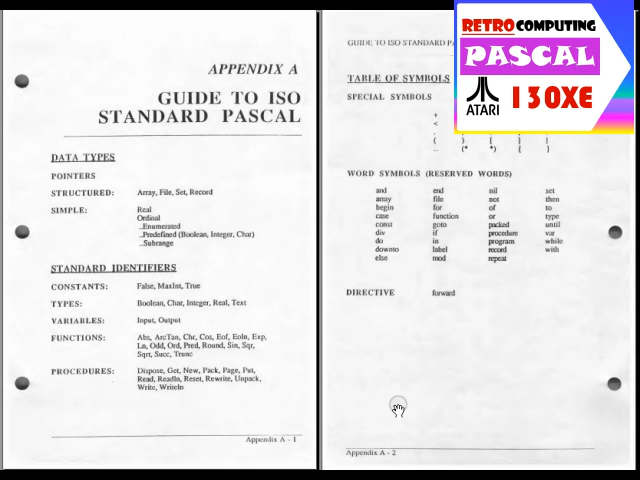 APPENDIX A
GUIDE TO ISO
STANDARD PASCAL
DATA TYPES
POINTERS
STRUCTURED: Array, File, Set, Record
SIMPLE: Real
Ordinal
..Enumerated
..Predefined (Boolean, Integer, Char)
..Subrange
STANDARD IDENTIFIERS
CONSTANTS: False, MaxInt, True
TYPES: Boolean, Char, Integer, Real, Text
VARIABLES: Input, Output
FUNCTIONS: Abs, ArcTan, Chr, Cos, Eof, Eoln, Exp,
Ln, Odd, Ord, Pred, Round, Sin, Sqr,
Sqrt, Succ, Trunc
PROCEDURES: Dispose, Get, New, Pack, Page, Put,
Read, Readln, Reset, Rewrite, Unpack,
Write, Writeln
Appendix A - 1
GUIDE TO ISO STANDARD
TABLE OF SYMBOLS
SPECIAL SYMBOLS
+
<
( ) [ ]
.. (* *) { }
WORD SYMBOLS (RESERVED WORDS)
and end nil set
array file not then
begin for of to
case function or type
const goto packed until
div if procedure var
do in program while
downto label record with
else mod repeat
DIRECTIVE forward
Appendix A - 2
RETROCOMPUTING
PASCAL
ATARI 130XE